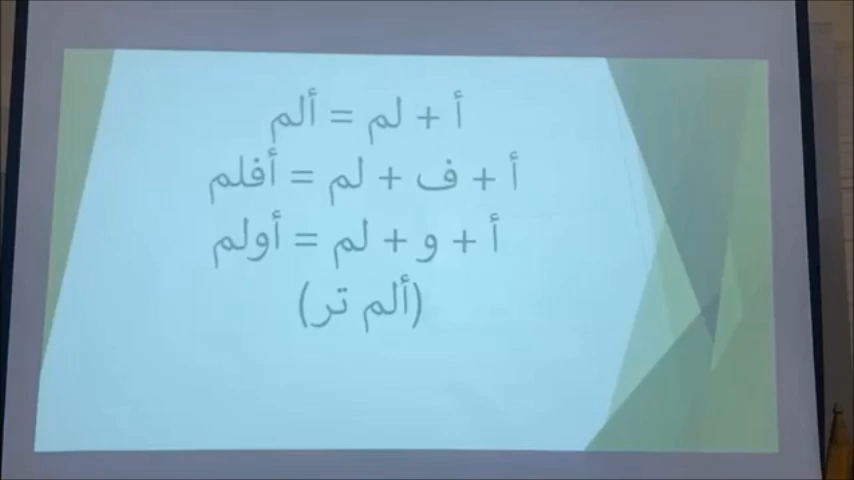 أ + لم = ألم
أ + ف + لم = أفلم
أ + و + لم = أولم
(ألم تر)